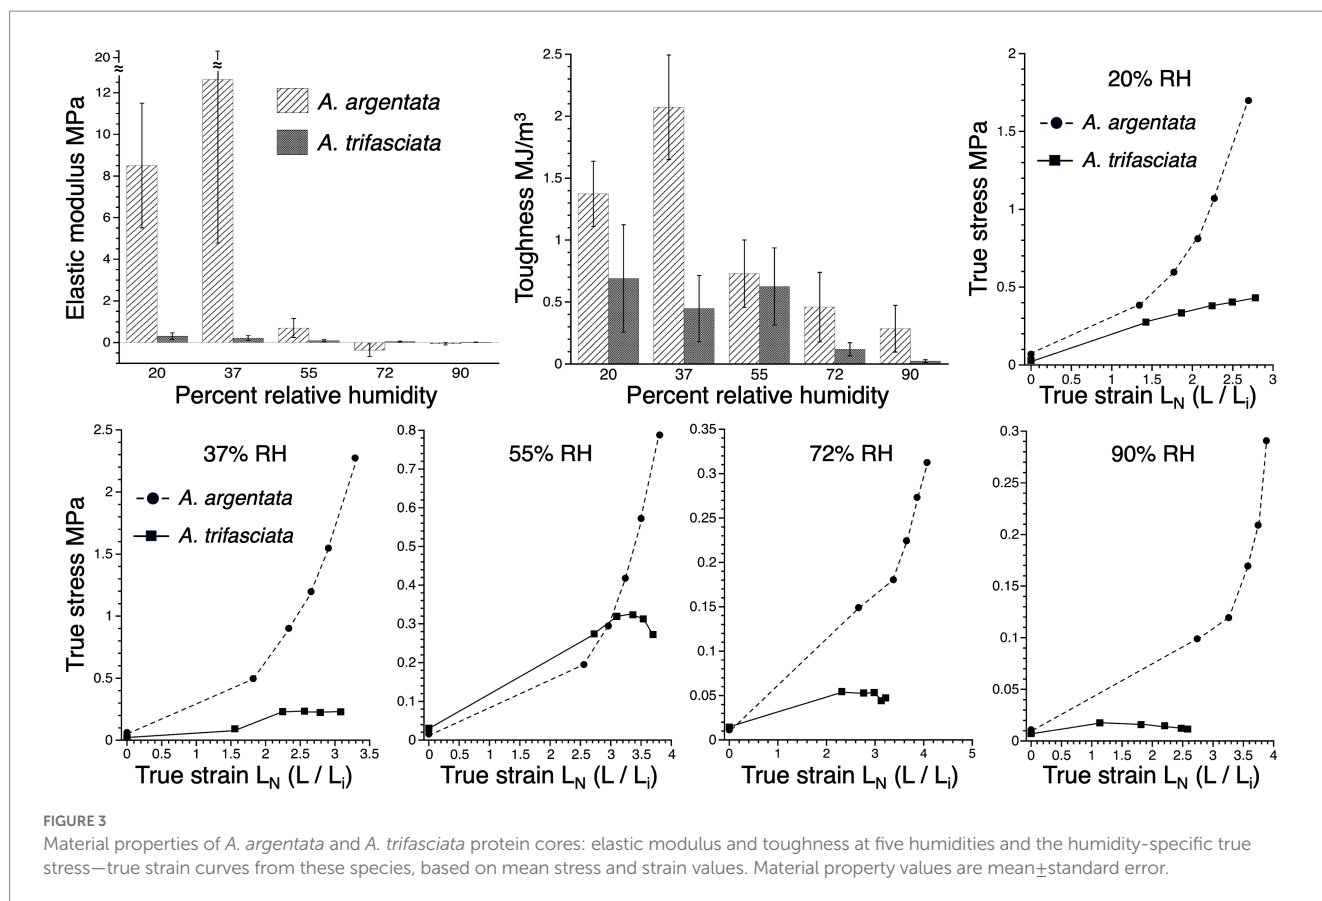 20
≈
≈
12
10
8
6
4
2
0
Elastic modulus MPa
A. argentata
A. trifasciata
20 37 55 72 90
Percent relative humidity
2.5
2
1.5
1
0.5
0
Toughness MJ/m³
20 37 55 72 90
Percent relative humidity
2
1.5
1
0.5
0
True stress MPa
20% RH
A. argentata
A. trifasciata
0 0.5 1 1.5 2 2.5 3
True strain L_N (L / L_i)
2.5
2
1.5
1
0.5
0
True stress MPa
37% RH
A. argentata
A. trifasciata
0 0.5 1 1.5 2 2.5 3 3.5
True strain L_N (L / L_i)
0.8
0.7
0.6
0.5
0.4
0.3
0.2
0.1
0
55% RH
0 0.5 1 1.5 2 2.5 3 3.5 4
True strain L_N (L / L_i)
0.35
0.3
0.25
0.2
0.15
0.1
0.05
0
72% RH
0 1 2 3 4 5
True strain L_N (L / L_i)
0.3
0.25
0.2
0.15
0.1
0.05
0
90% RH
0 0.5 1 1.5 2 2.5 3 3.5 4
True strain L_N (L / L_i)
FIGURE 3
Material properties of A. argentata and A. trifasciata protein cores: elastic modulus and toughness at five humidities and the humidity-specific true
stress—true strain curves from these species, based on mean stress and strain values. Material property values are mean±standard error.